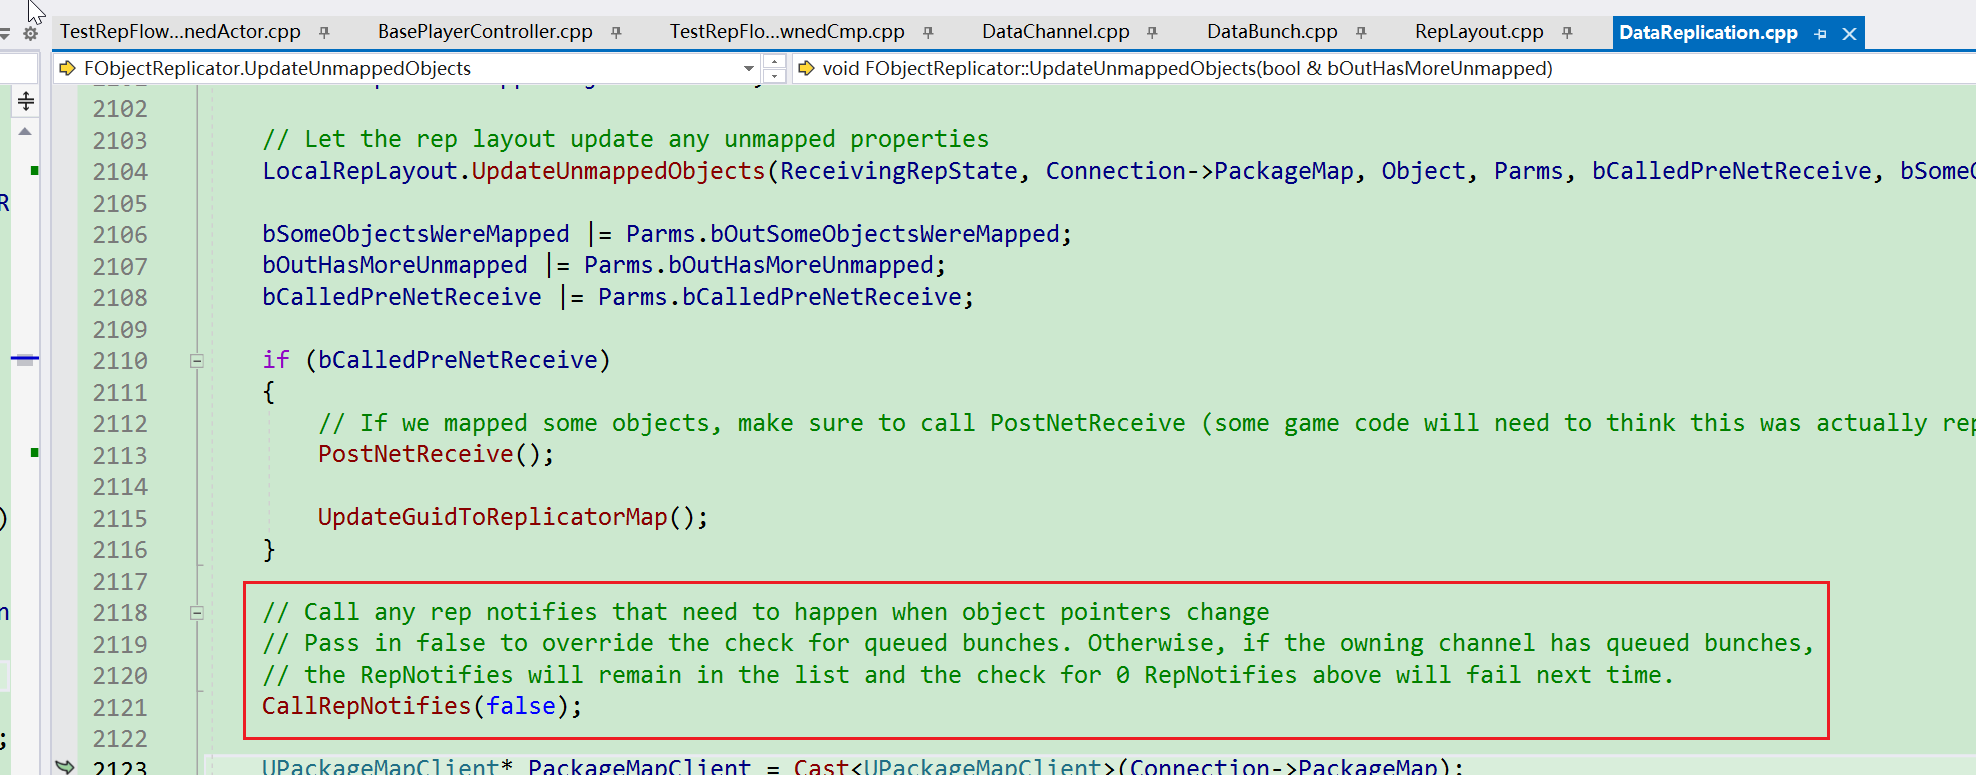 TestRepFlow...nedActor.cpp BasePlayerController.cpp TestRepFlo...wnedCmp.cpp DataChannel.cpp DataBunch.cpp RepLayout.cpp DataReplication.cpp
FObjectReplicator.UpdateUnmappedObjects void FObjectReplicator::UpdateUnmappedObjects(bool & bOutHasMoreUnmapped)
2102
2103 // Let the rep layout update any unmapped properties
2104 LocalRepLayout.UpdateUnmappedObjects(ReceivingRepState, Connection->PackageMap, Object, Parms, bCalledPreNetReceive, bSome
2105
2106 bSomeObjectsWereMapped |= Parms.bOutSomeObjectsWereMapped;
2107 bOutHasMoreUnmapped |= Parms.bOutHasMoreUnmapped;
2108 bCalledPreNetReceive |= Parms.bCalledPreNetReceive;
2109
2110 if (bCalledPreNetReceive)
2111 {
2112 // If we mapped some objects, make sure to call PostNetReceive (some game code will need to think this was actually rep
2113 PostNetReceive();
2114
2115 UpdateGuidToReplicatorMap();
2116 }
2117
2118 // Call any rep notifies that need to happen when object pointers change
2119 // Pass in false to override the check for queued bunches. Otherwise, if the owning channel has queued bunches,
2120 // the RepNotifies will remain in the list and the check for 0 RepNotifies above will fail next time.
2121 CallRepNotifies(false);
2122
2123 UPackageMapClient* PackageMapClient = Cast<UPackageMapClient>(Connection->PackageMap);